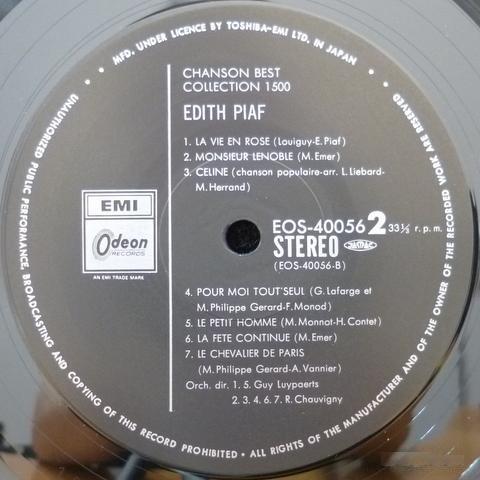 MFD. UNDER LICENCE BY TOSHIBA-EMI LTD. IN JAPAN
CHANSON BEST
COLLECTION 1500
EDITH PIAF
1. LA VIE EN ROSE (Louiguy-E. Piaf)
2. MONSIEUR LENOBLE (M. Emer)
3. CELINE (chanson populaire-arr. L. Liebard-
M. Herrand)
EMI
Odeon
RECORDS
AN EMI TRADE MARK
EOS-40056 2 33⅓ r. p. m.
STEREO
(EOS-40056-B)
4. POUR MOI TOUT'SEUL (G. Lafarge et
M. Philippe Gerard-F. Monod)
5. LE PETIT HOMME (M. Monnot-H. Contet)
6. LA FETE CONTINUE (M. Emer)
7. LE CHEVALIER DE PARIS
(M. Philippe Gerard-A. Vannier)
Orch. dir. 1. 5. Guy Luypaerts
2. 3. 4. 6. 7. R. Chauvigny
UNAUTHORIZED PUBLIC PERFORMANCE, BROADCASTING AND COPYING OF THIS RECORD PROHIBITED • ALL RIGHTS OF THE MANUFACTURER AND OF THE OWNER OF THE RECORDED WORK ARE RESERVED